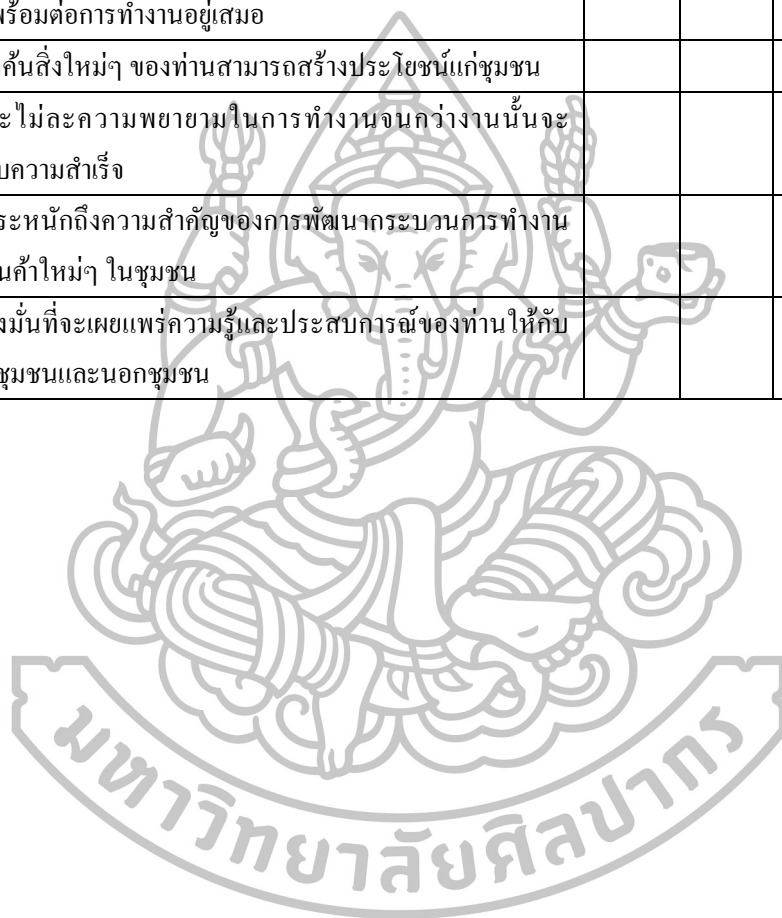 พร้อมต่อการทำงานอยู่เสมอ
ค้นสิ่งใหม่ๆ ของท่านสามารถสร้างประโยชน์แก่ชุมชน
ะไม่ละความพยายามในการทำงานจนกว่างานนั้นจะ
บความสำเร็จ
ระหนักถึงความสำคัญของการพัฒนากระบวนการทำงาน
นค้าใหม่ๆ ในชุมชน
งมั่นที่จะเผยแพร่ความรู้และประสบการณ์ของท่านให้กับ
ชุมชนและนอกชุมชน
มหาวิทยาลัยศิลปากร